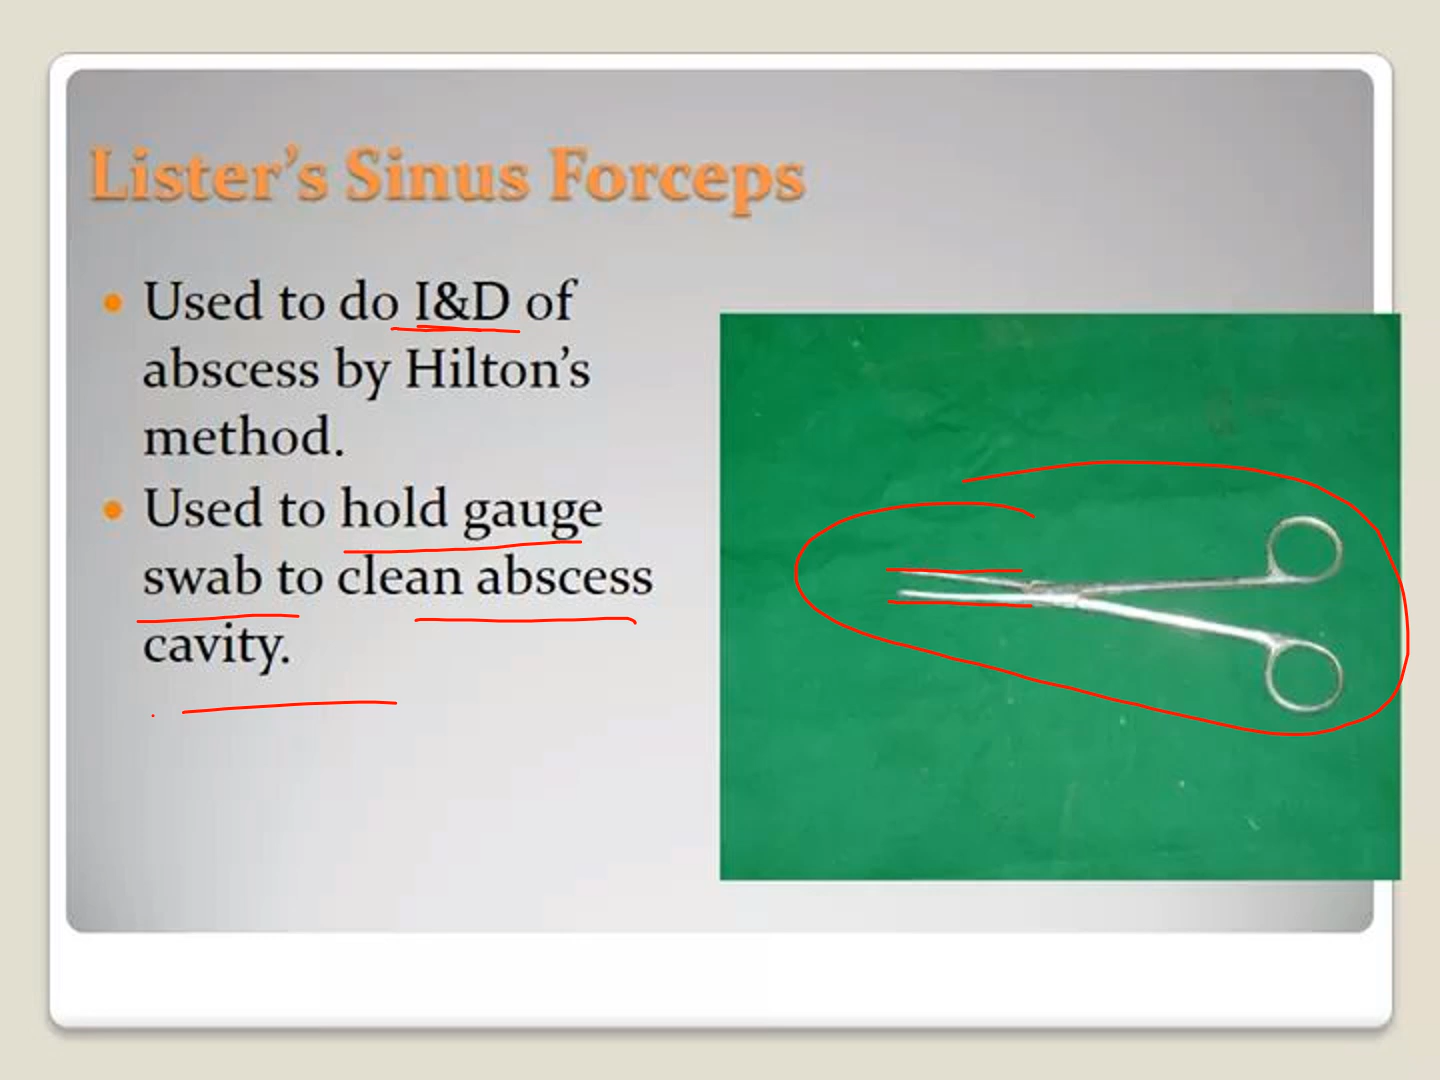 Lister's Sinus Forceps
• Used to do I&D of
abscess by Hilton's
method.
• Used to hold gauge
swab to clean abscess
cavity.